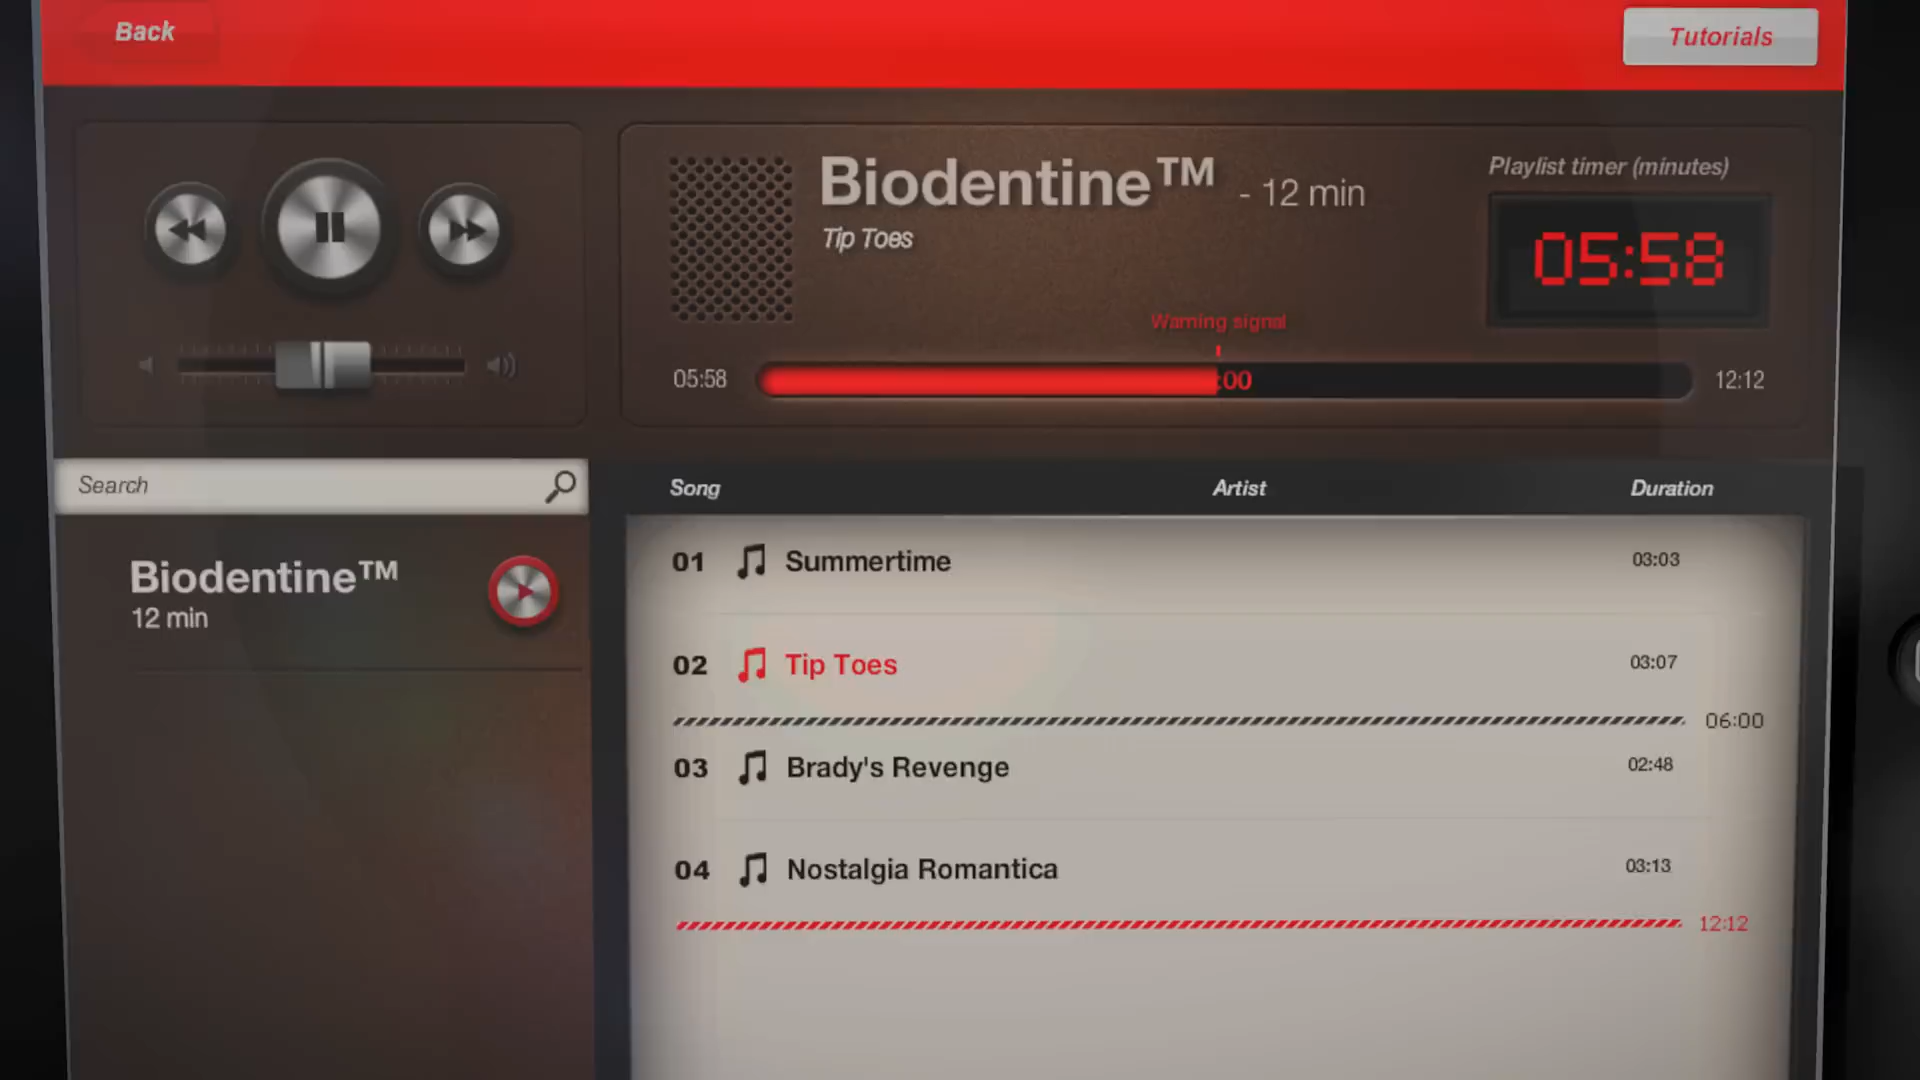 Back
Tutorials
Biodentine™ - 12 min
Tip Toes
Playlist timer (minutes)
05:58
Warning signal
05:58
:00
12:12
Search
Biodentine™
12 min
Song Artist Duration
01 Summertime 03:03
02 Tip Toes 03:07
06:00
03 Brady's Revenge 02:48
04 Nostalgia Romantica 03:13
12:12